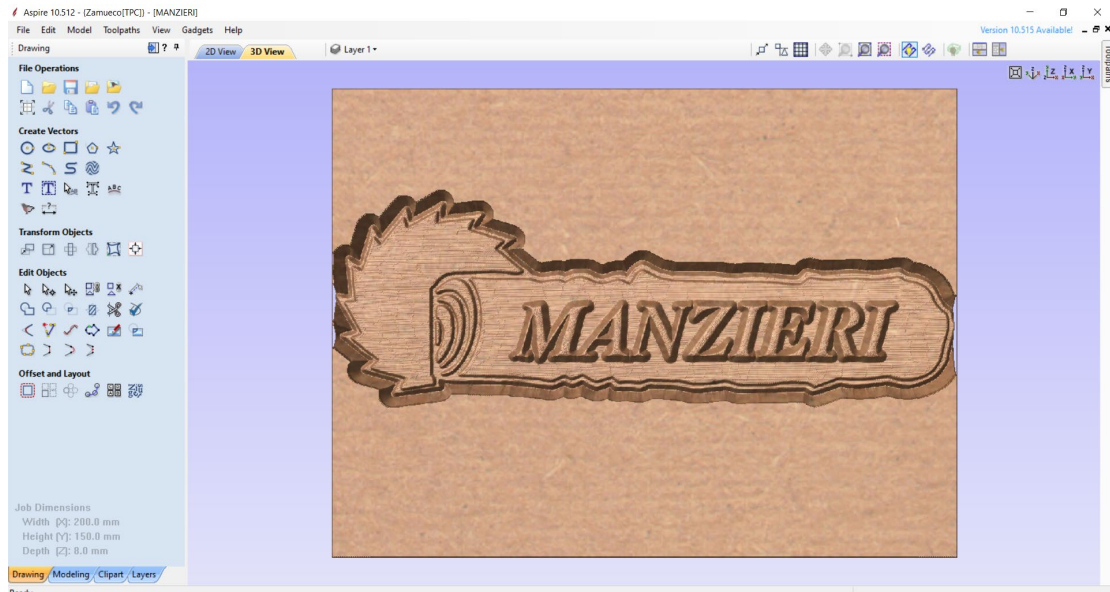 Aspire 10.512 - {Zamueco[TPC]} - [MANZIERI]
File Edit Model Toolpaths View Gadgets Help
Version 10.515 Available!
Drawing
2D View
3D View
Layer 1
Toolpaths
File Operations
Create Vectors
Transform Objects
Edit Objects
Offset and Layout
MANZIERI
Job Dimensions
Width (X): 200.0 mm
Height (Y): 150.0 mm
Depth (Z): 8.0 mm
Drawing Modeling Clipart Layers